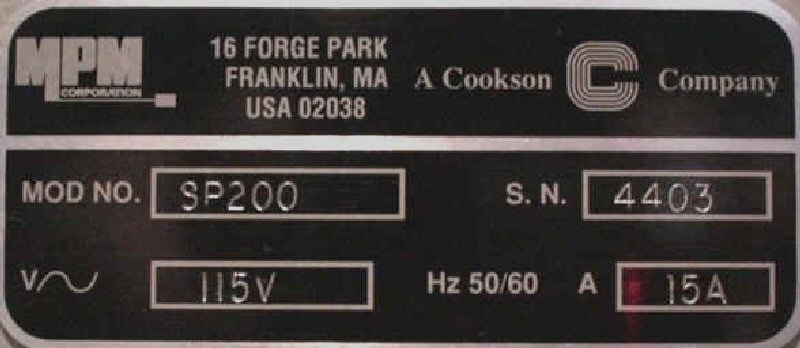 MPM
CORPORATION
16 FORGE PARK
FRANKLIN, MA
USA 02038
A Cookson C Company
MOD NO. SP200
S. N. 4403
V 115V
Hz 50/60 A 15A